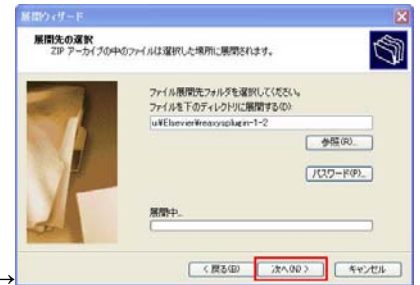 展開ウィザード
展開先の選択
ZIP アーカイブの中のファイルは選択した場所に展開されます。
ファイル展開先フォルダを選択してください。
ファイルを下のディレクトリに展開する(D):
ui¥Elsevier¥reaxysplugin-1-2
参照(R)...
パスワード(P)...
展開中...
< 戻る(B)
次へ(N) >
キャンセル
→